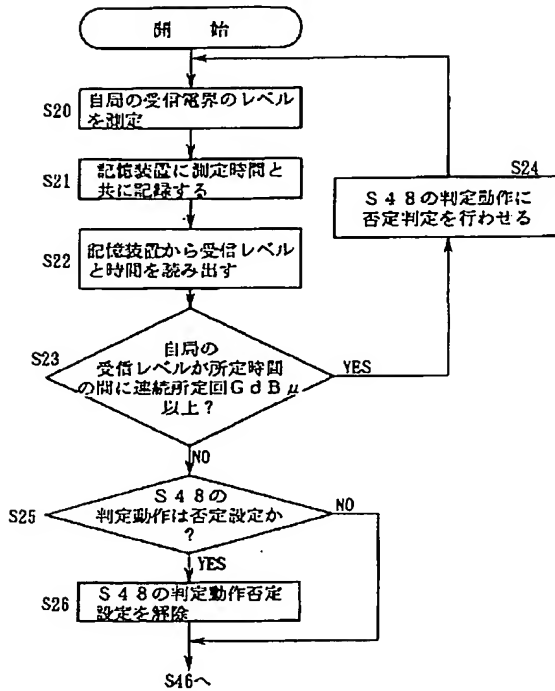 開 始
S20
自局の受信電界のレベル
を測定
S21
記憶装置に測定時間と
共に記録する
S24
S48の判定動作に
否定判定を行わせる
S22
記憶装置から受信レベル
と時間を読み出す
S23
自局の
受信レベルが所定時間
の間に連続所定回GdBμ
以上?
YES
NO
S25
S48の
判定動作は否定設定か
?
NO
YES
S26
S48の判定動作否定
設定を解除
S46へ